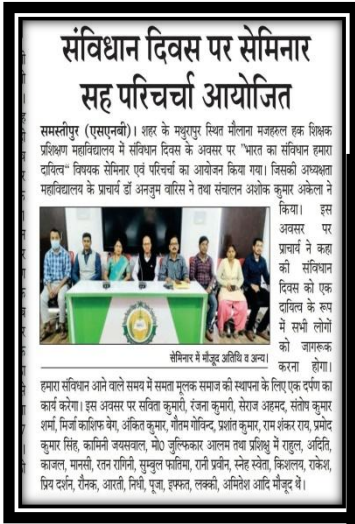 संविधान दिवस पर सेमिनार
सह परिचर्चा आयोजित
समस्तीपुर (एसएनबी)। शहर के मथुरापुर स्थित मौलाना मजहरुल हक शिक्षक
प्रशिक्षण महाविद्यालय में संविधान दिवस के अवसर पर "भारत का संविधान हमारा
दायित्व" विषयक सेमिनार एवं परिचर्चा का आयोजन किया गया। जिसकी अध्यक्षता
महाविद्यालय के प्राचार्य डॉ अनजुम वारिस ने तथा संचालन अशोक कुमार अकेला ने
किया। इस
अवसर पर
प्राचार्य ने कहा
की संविधान
दिवस को एक
दायित्व के रूप
में सभी लोगों
को जागरूक
करना होगा।
सेमिनार में मौजूद अतिथि व अन्य।
हमारा संविधान आने वाले समय में समता मूलक समाज की स्थापना के लिए एक दर्पण का
कार्य करेगा। इस अवसर पर सविता कुमारी, रंजना कुमारी, सेराज अहमद, संतोष कुमार
शर्मा, मिर्जा काशिफ बेग, अंकित कुमार, गौतम गोविन्द, प्रशांत कुमार, राम शंकर राय, प्रमोद
कुमार सिंह, कामिनी जयसवाल, मो0 जुल्फिकार आलम तथा प्रशिक्षु में राहुल, अदिति,
काजल, मानसी, रतन रागिनी, सुम्बुल फातिमा, रानी प्रवीन, स्नेह स्वेता, किशलय, राकेश,
प्रिय दर्शन, रौनक, आरती, निधी, पूजा, इफ्फत, लक्की, अमितेश आदि मौजूद थें।